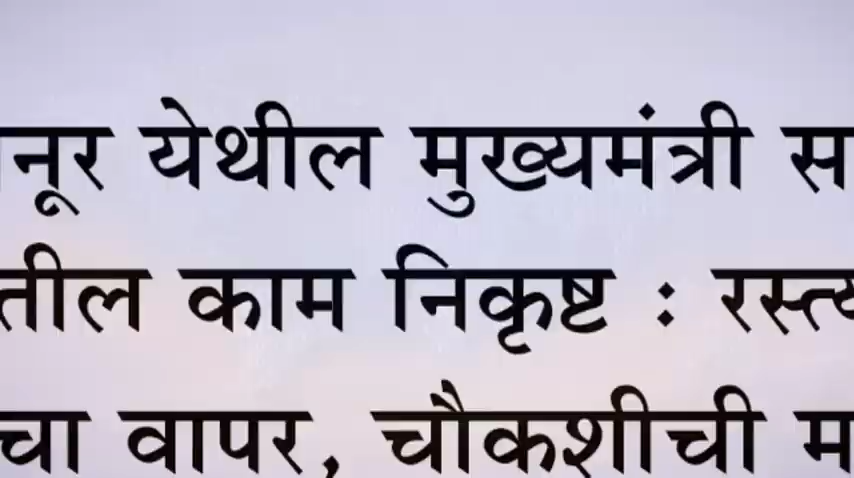 नूर येथील मुख्यमंत्री स
तील काम निकृष्ट : रस्त्य
चा वापर, चौकशीची म